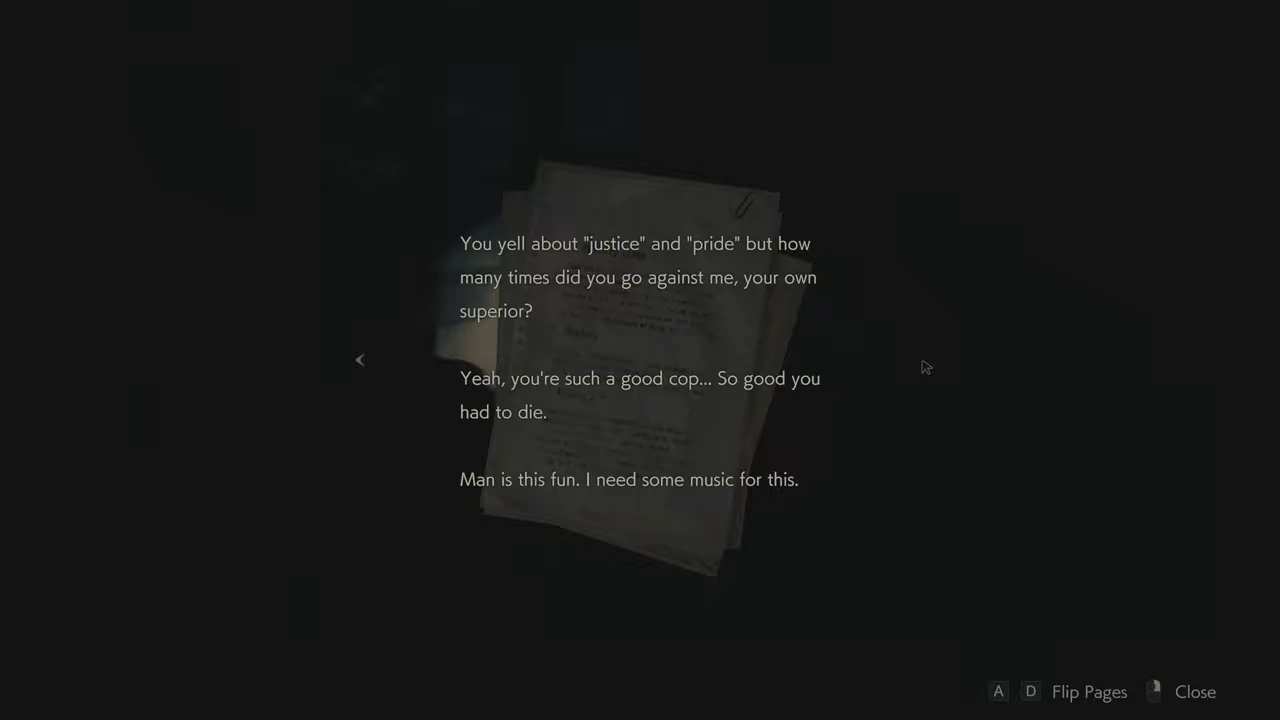 You yell about "justice" and "pride" but how
many times did you go against me, your own
superior?
Yeah, you're such a good cop... So good you
had to die.
Man is this fun. I need some music for this.
A D Flip Pages Close